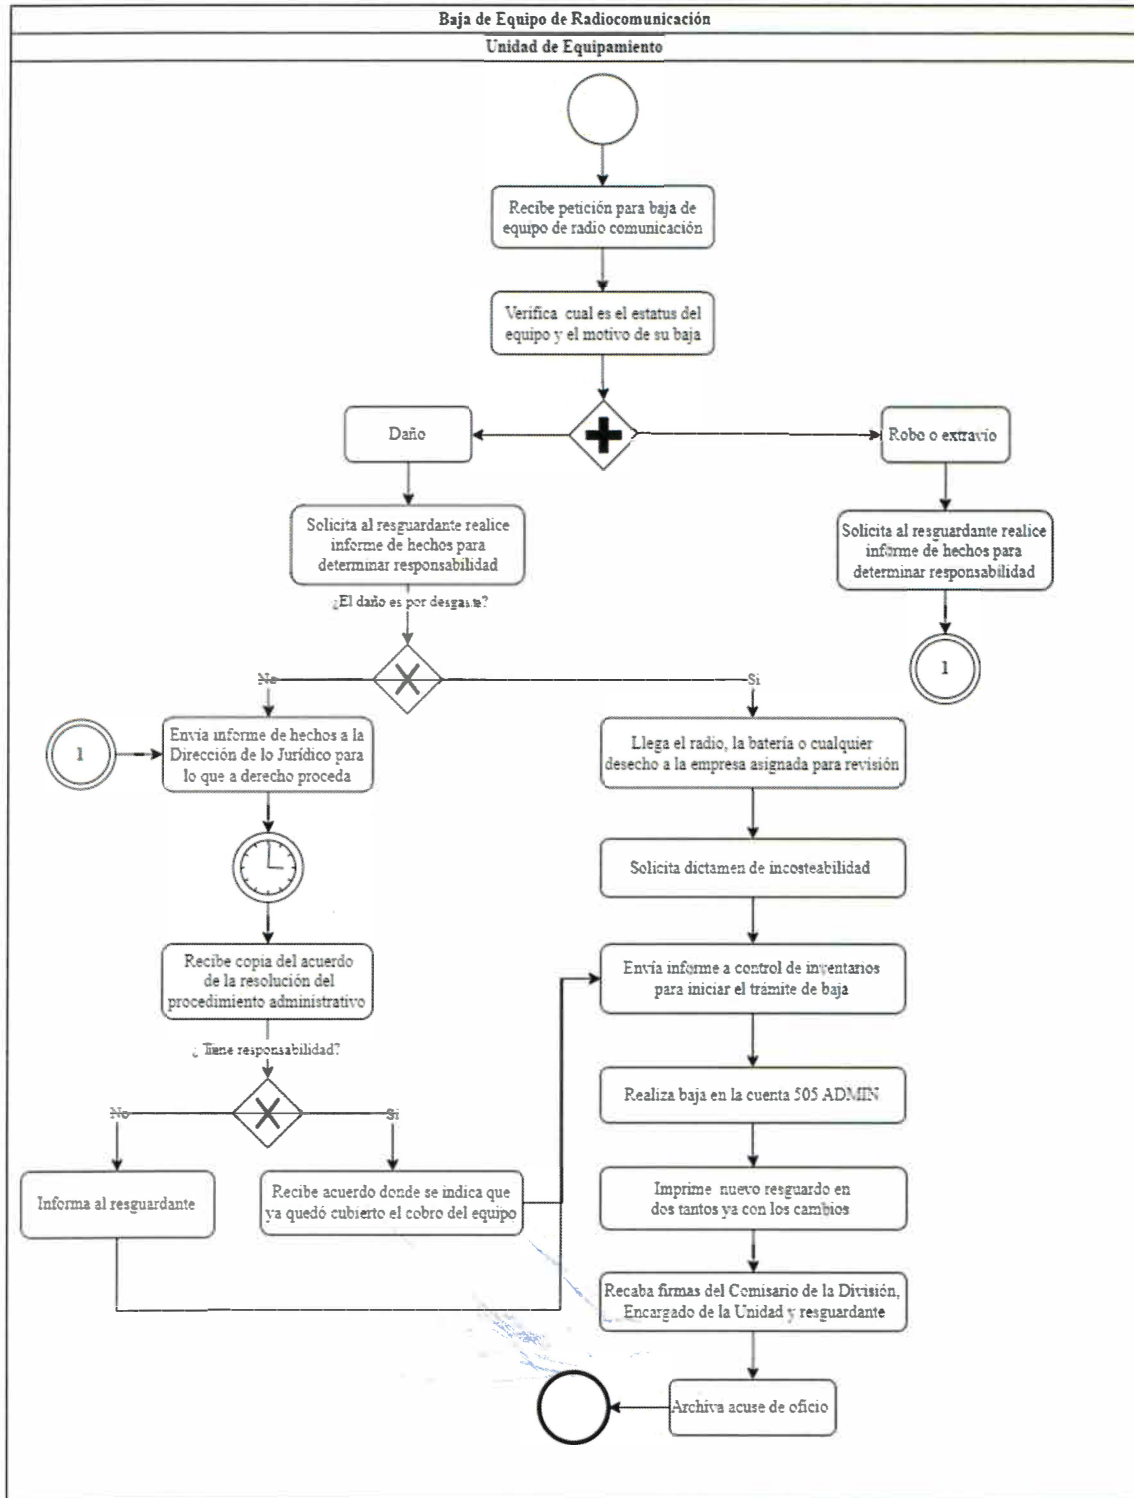 Baja de Equipo de Radiocomunicación
Unidad de Equipamiento
Recibe petición para baja de
equipo de radio comunicación
Verifica cual es el estatus del
equipo y el motivo de su baja
Daño
Robo o extravío
Solicita al resguardante realice
informe de hechos para
determinar responsabilidad
Solicita al resguardante realice
informe de hechos para
determinar responsabilidad
¿El daño es por desgaste?
1
No
Si
1
Envía informe de hechos a la
Dirección de lo Jurídico para
lo que a derecho proceda
Llega el radio, la batería o cualquier
desecho a la empresa asignada para revisión
Solicita dictamen de incosteabilidad
Recibe copia del acuerdo
de la resolución del
procedimiento administrativo
Envía informe a control de inventarios
para iniciar el trámite de baja
¿Tiene responsabilidad?
No
Si
Realiza baja en la cuenta 505 ADMIN
Informa al resguardante
Recibe acuerdo donde se indica que
ya quedó cubierto el cobro del equipo
Imprime nuevo resguardo en
dos tantos ya con los cambios
Recaba firmas del Comisario de la División,
Encargado de la Unidad y resguardante
Archiva acuse de oficio